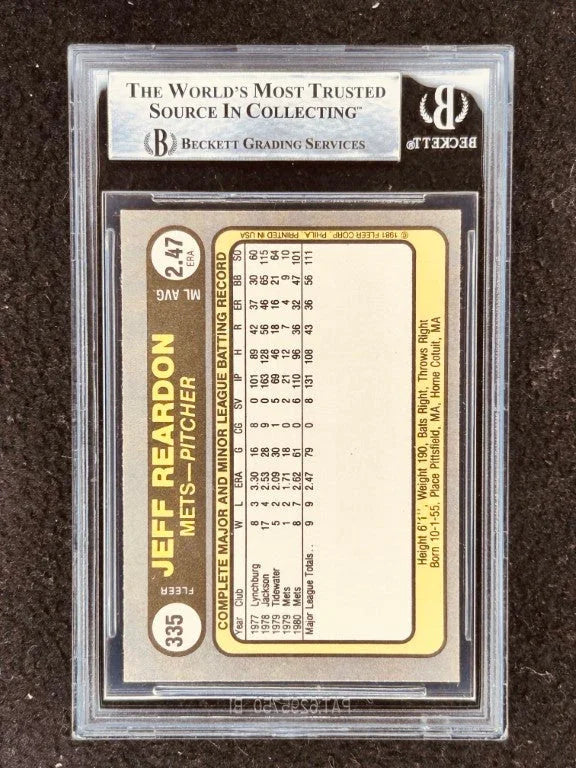 THE WORLD'S MOST TRUSTED
SOURCE IN COLLECTING™
B BECKETT GRADING SERVICES
B
BECKETT®
335 FLEER
JEFF REARDON
METS—PITCHER
ML AVG 2.47 ERA
COMPLETE MAJOR AND MINOR LEAGUE BATTING RECORD
Year Club W L ERA G CG SV IP H R ER BB SO
1977 Lynchburg 8 3 3.30 16 8 0 101 89 42 37 30 60
1978 Jackson 17 4 2.53 28 9 0 163 128 56 46 65 115
1979 Tidewater 5 2 2.09 30 1 5 69 46 18 16 21 64
1979 Mets 1 2 1.71 18 0 2 21 12 7 4 9 10
1980 Mets 8 7 2.62 61 0 6 110 96 36 32 47 101
Major League Totals.. 9 9 2.47 79 0 8 131 108 43 36 56 111
Height 6'1", Weight 190, Bats Right, Throws Right
Born 10-1-55, Place Pittsfield, MA, Home Cotuit, MA
© 1981 FLEER CORP., PHILA., PRINTED IN USA
PAT.6295750 B1